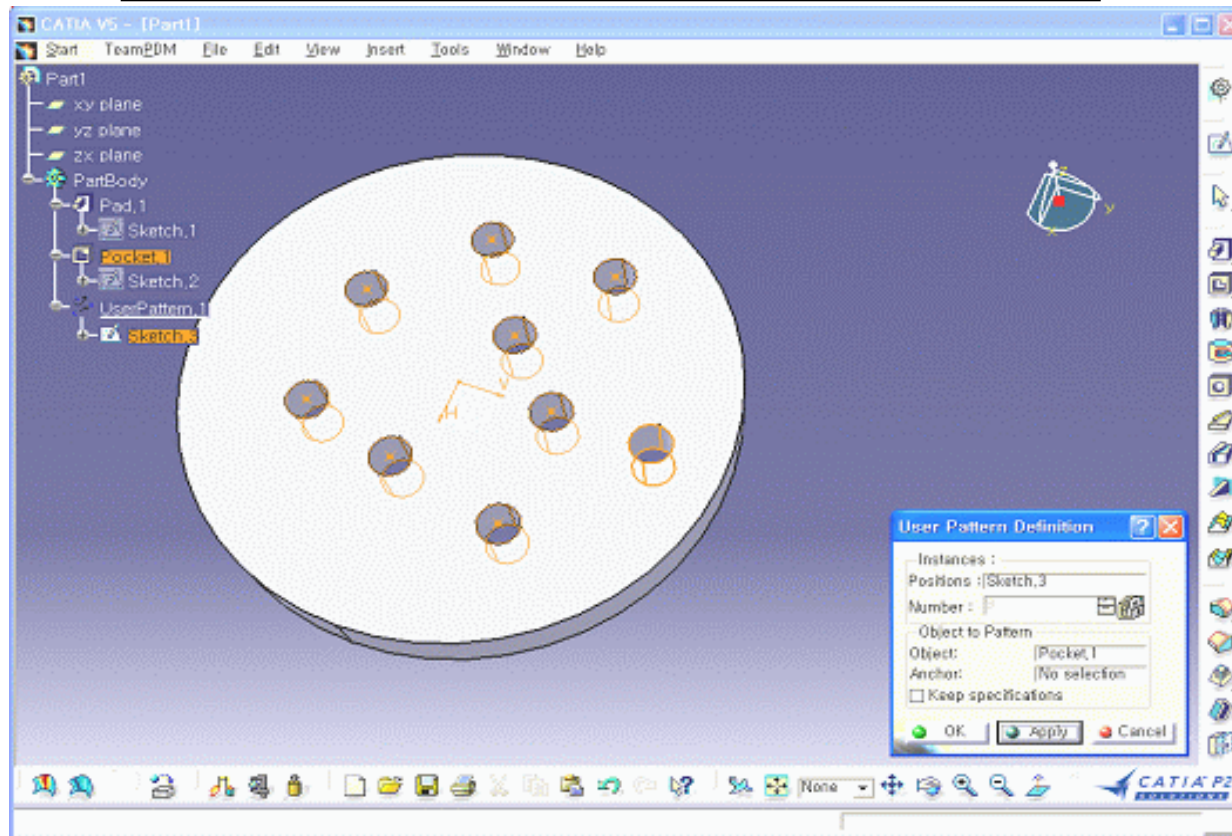 CATIA V5 - [Part1]
Start TeamPDM File Edit View Insert Tools Window Help
Part1
xy plane
yz plane
zx plane
PartBody
Pad.1
Sketch.1
Pocket.1
Sketch.2
UserPattern.1
Sketch.3
z
y
x
V
H
User Pattern Definition
Instances :
Positions : Sketch.3
Number :
Object to Pattern
Object: Pocket.1
Anchor: No selection
Keep specifications
OK Apply Cancel
None
CATIA P2
SOLUTIONS